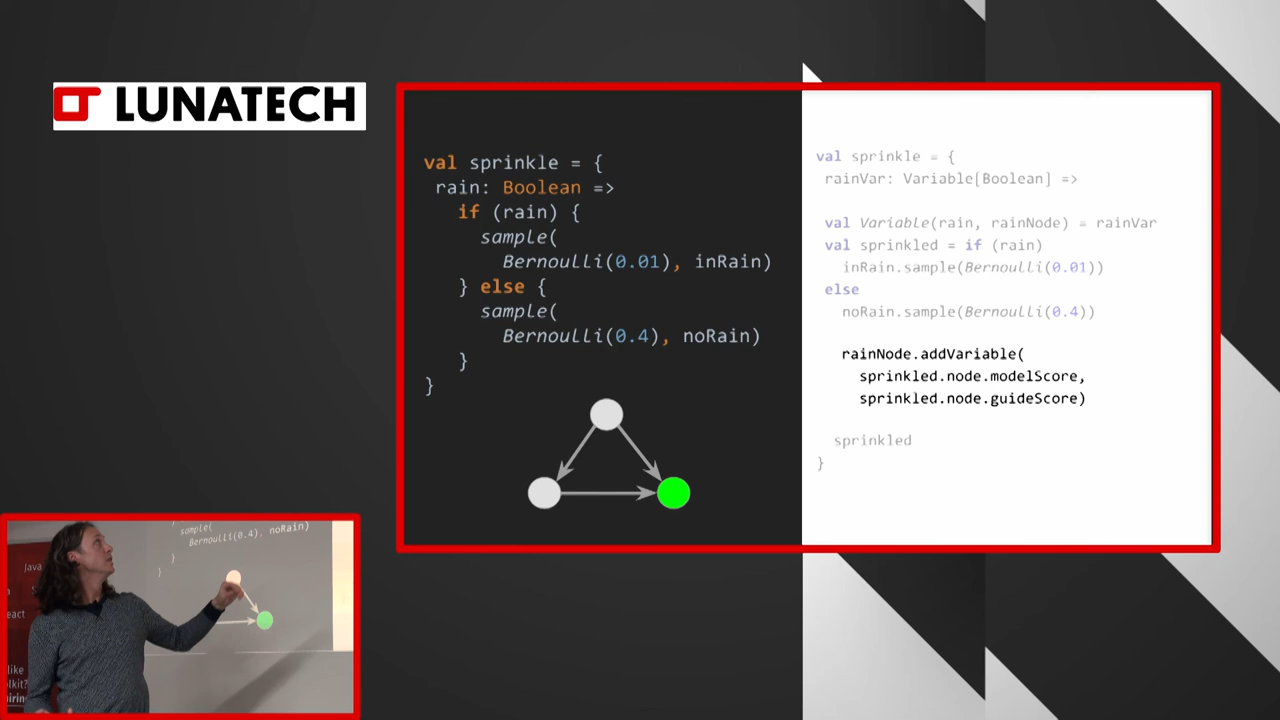 LUNATECH
val sprinkle = {
rain: Boolean =>
if (rain) {
sample(
Bernoulli(0.01), inRain)
} else {
sample(
Bernoulli(0.4), noRain)
}
}
val sprinkle = {
rainVar: Variable[Boolean] =>
val Variable(rain, rainNode) = rainVar
val sprinkled = if (rain)
inRain.sample(Bernoulli(0.01))
else
noRain.sample(Bernoulli(0.4))
rainNode.addVariable(
sprinkled.node.modelScore,
sprinkled.node.guideScore)
sprinkled
}
sample(
Bernoulli(0.4), noRain)
}
}
java
S
eact
like
lkit?